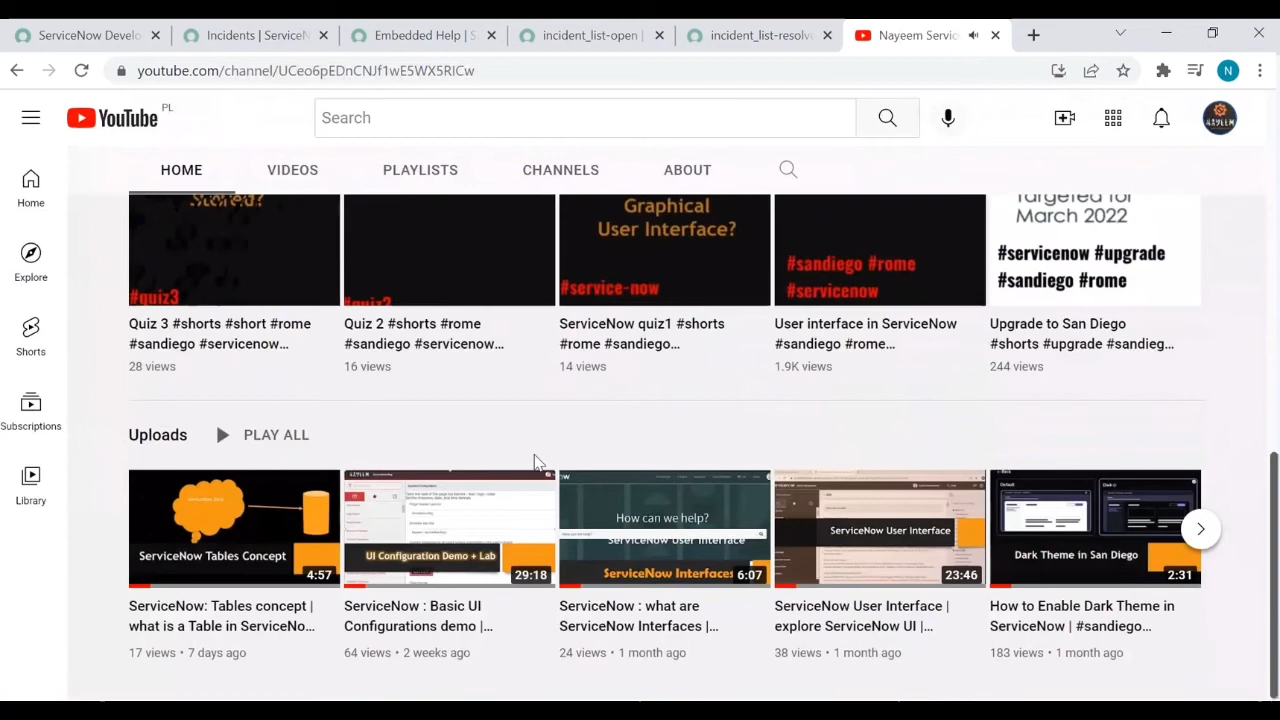 ServiceNow Develo
Incidents | ServiceN
Embedded Help | S
incident_list-open |
incident_list-resolve
Nayeem Servic
youtube.com/channel/UCeo6pEDnCNJf1wE5WX5RICw
N
YouTube PL
Search
HOME VIDEOS PLAYLISTS CHANNELS ABOUT
Home
Explore
Shorts
Subscriptions
Library
Scored?
#quiz3
Graphical
User Interface?
#service-now
#sandiego #rome
#servicenow
Targeted for
March 2022
#servicenow #upgrade
#sandiego #rome
Quiz 3 #shorts #short #rome
#sandiego #servicenow...
28 views
Quiz 2 #shorts #rome
#sandiego #servicenow...
16 views
ServiceNow quiz1 #shorts
#rome #sandiego...
14 views
User interface in ServiceNow
#sandiego #rome...
1.9K views
Upgrade to San Diego
#shorts #upgrade #sandieg...
244 views
Uploads PLAY ALL
ServiceNow Tables Concept
4:57
UI Configuration Demo + Lab
29:18
How can we help?
ServiceNow User Interface
ServiceNow Interfaces
6:07
ServiceNow User Interface
23:46
Dark Theme in San Diego
2:31
ServiceNow: Tables concept |
what is a Table in ServiceNo...
17 views • 7 days ago
ServiceNow : Basic UI
Configurations demo |...
64 views • 2 weeks ago
ServiceNow : what are
ServiceNow Interfaces |...
24 views • 1 month ago
ServiceNow User Interface |
explore ServiceNow UI |...
38 views • 1 month ago
How to Enable Dark Theme in
ServiceNow | #sandiego...
183 views • 1 month ago